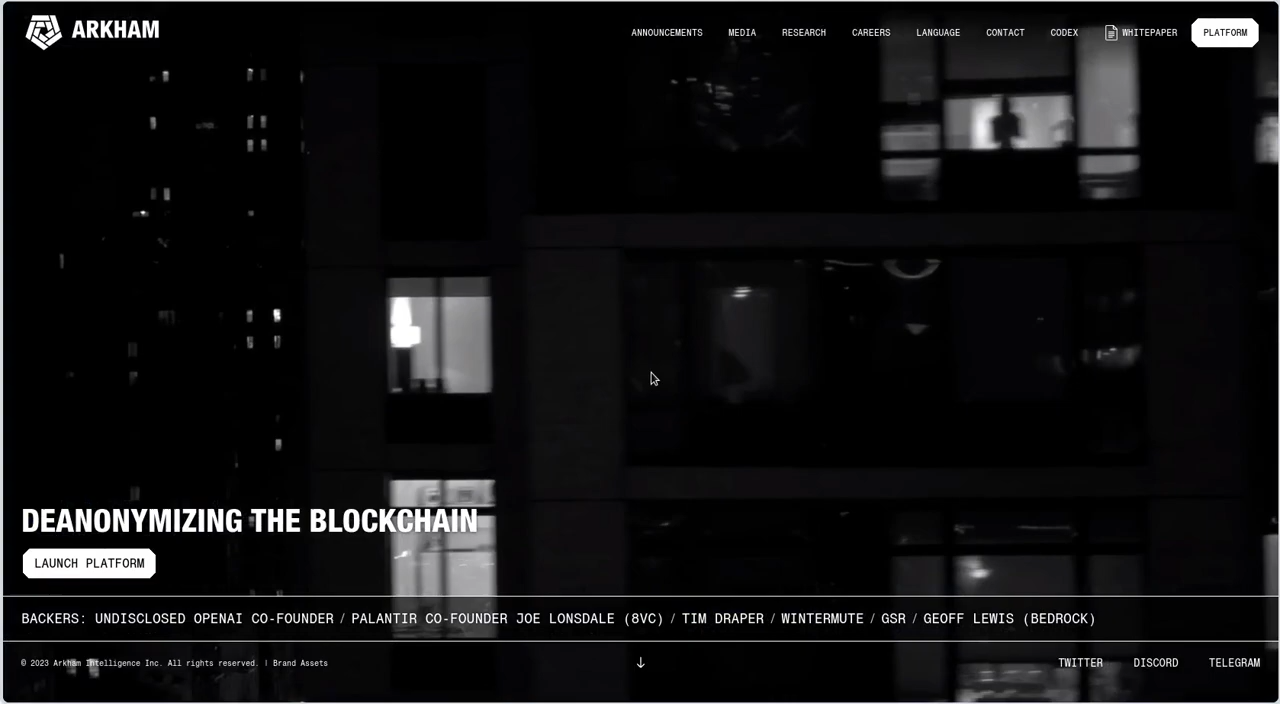 ARKHAM
ANNOUNCEMENTS MEDIA RESEARCH CAREERS LANGUAGE CONTACT CODEX WHITEPAPER PLATFORM
DEANONYMIZING THE BLOCKCHAIN
LAUNCH PLATFORM
BACKERS: UNDISCLOSED OPENAI CO-FOUNDER / PALANTIR CO-FOUNDER JOE LONSDALE (8VC) / TIM DRAPER / WINTERMUTE / GSR / GEOFF LEWIS (BEDROCK)
© 2023 Arkham Intelligence Inc. All rights reserved. | Brand Assets
TWITTER DISCORD TELEGRAM